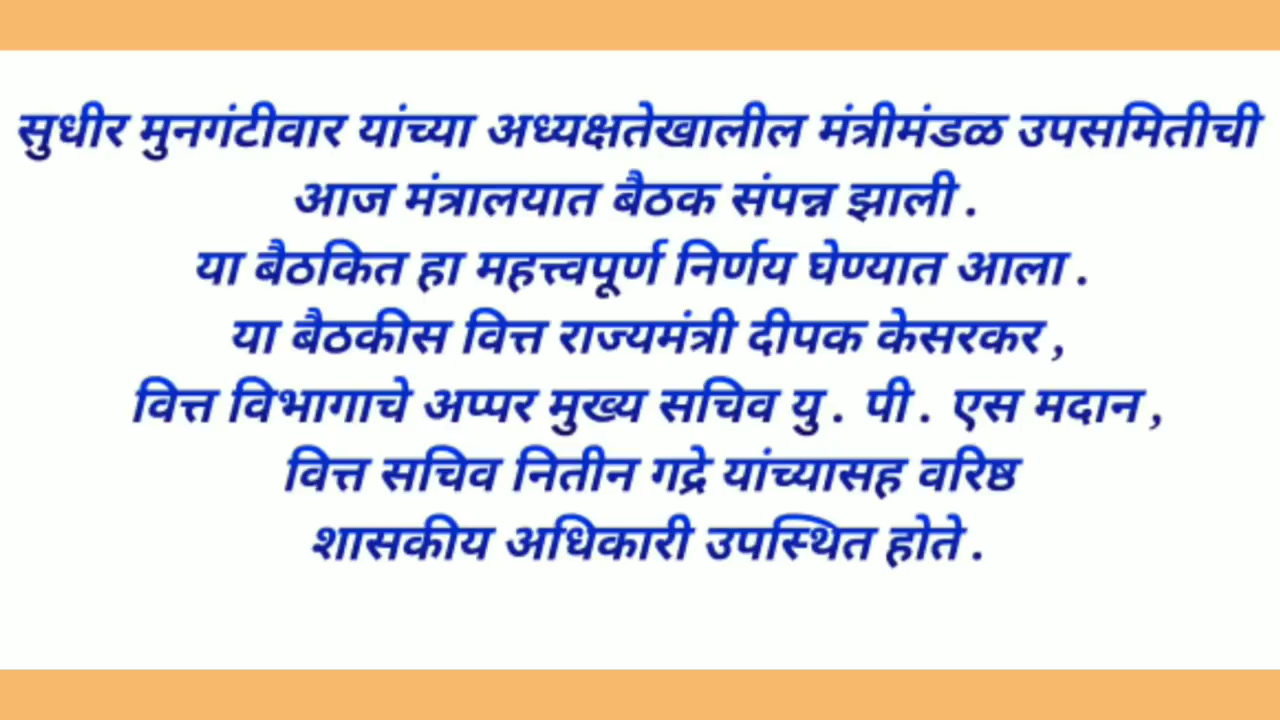 सुधीर मुनगंटीवार यांच्या अध्यक्षतेखालील मंत्रीमंडळ उपसमितीची
आज मंत्रालयात बैठक संपन्न झाली .
या बैठकित हा महत्त्वपूर्ण निर्णय घेण्यात आला .
या बैठकीस वित्त राज्यमंत्री दीपक केसरकर ,
वित्त विभागाचे अप्पर मुख्य सचिव यु . पी . एस मदान ,
वित्त सचिव नितीन गद्रे यांच्यासह वरिष्ठ
शासकीय अधिकारी उपस्थित होते .